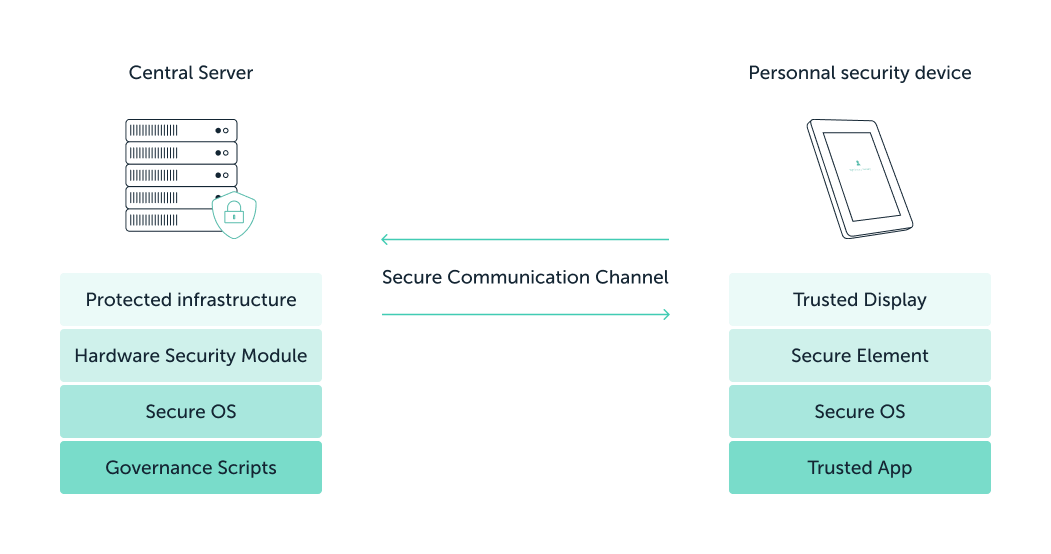 Central Server
Personnal security device
Secure Communication Channel
Protected infrastructure
Hardware Security Module
Secure OS
Governance Scripts
Trusted Display
Secure Element
Secure OS
Trusted App